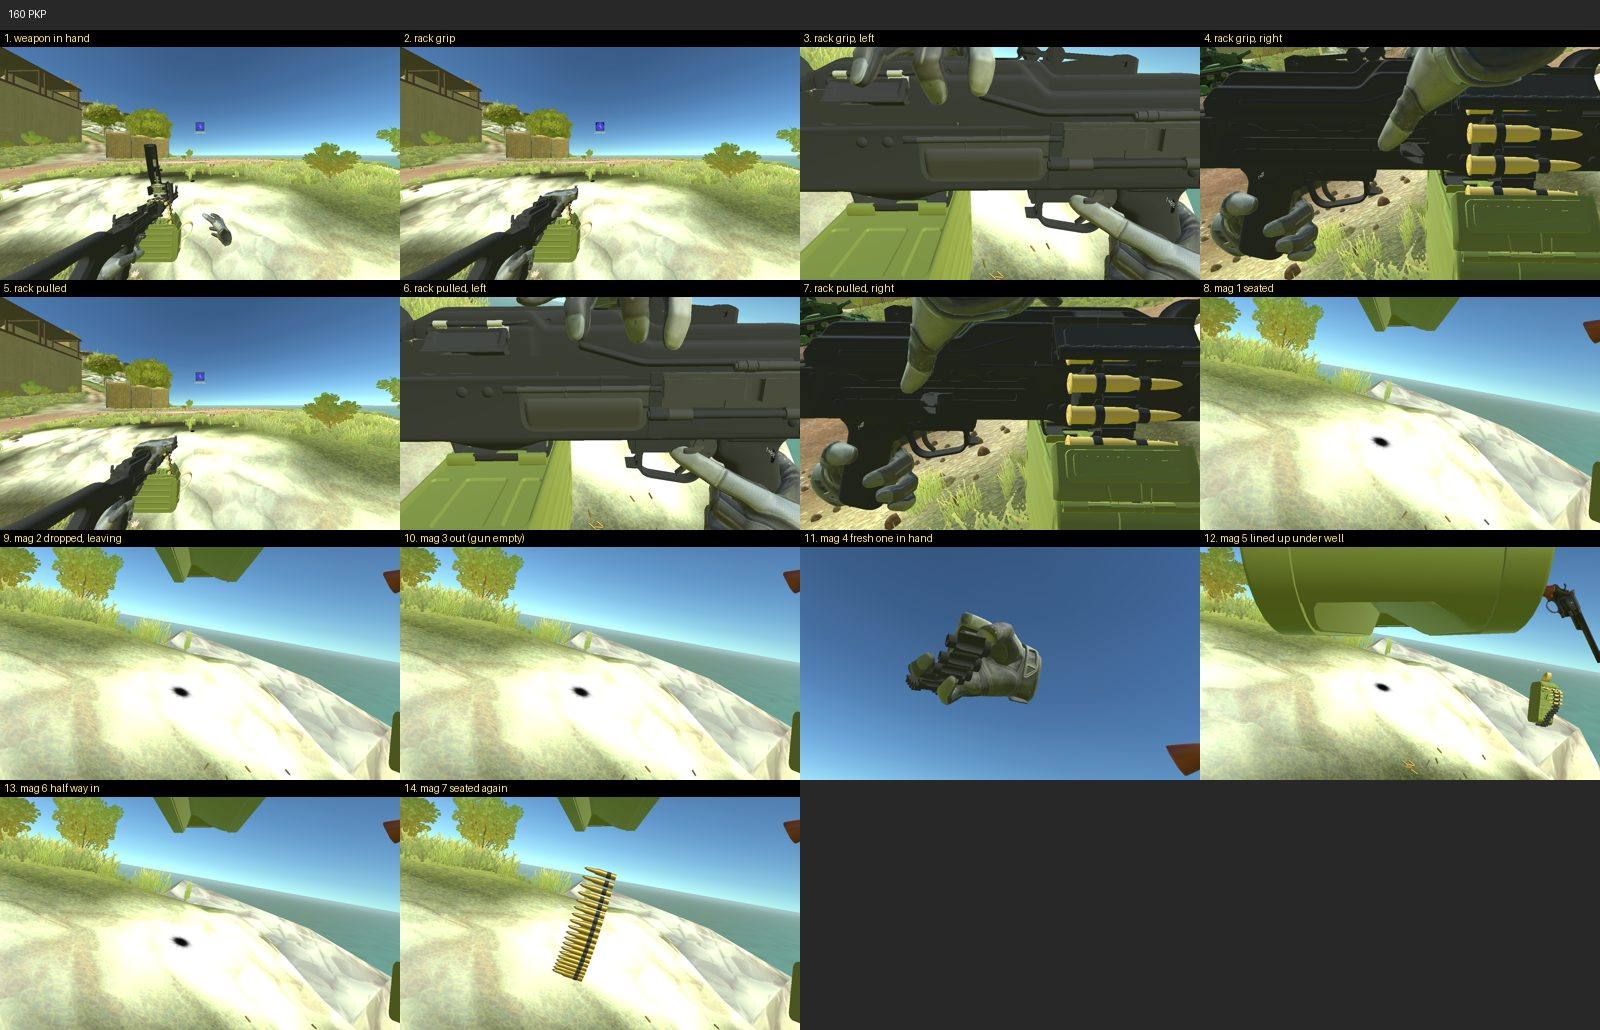 160 PKP
1. weapon in hand
2. rack grip
3. rack grip, left
4. rack grip, right
5. rack pulled
6. rack pulled, left
7. rack pulled, right
8. mag 1 seated
9. mag 2 dropped, leaving
10. mag 3 out (gun empty)
11. mag 4 fresh one in hand
12. mag 5 lined up under well
13. mag 6 half way in
14. mag 7 seated again